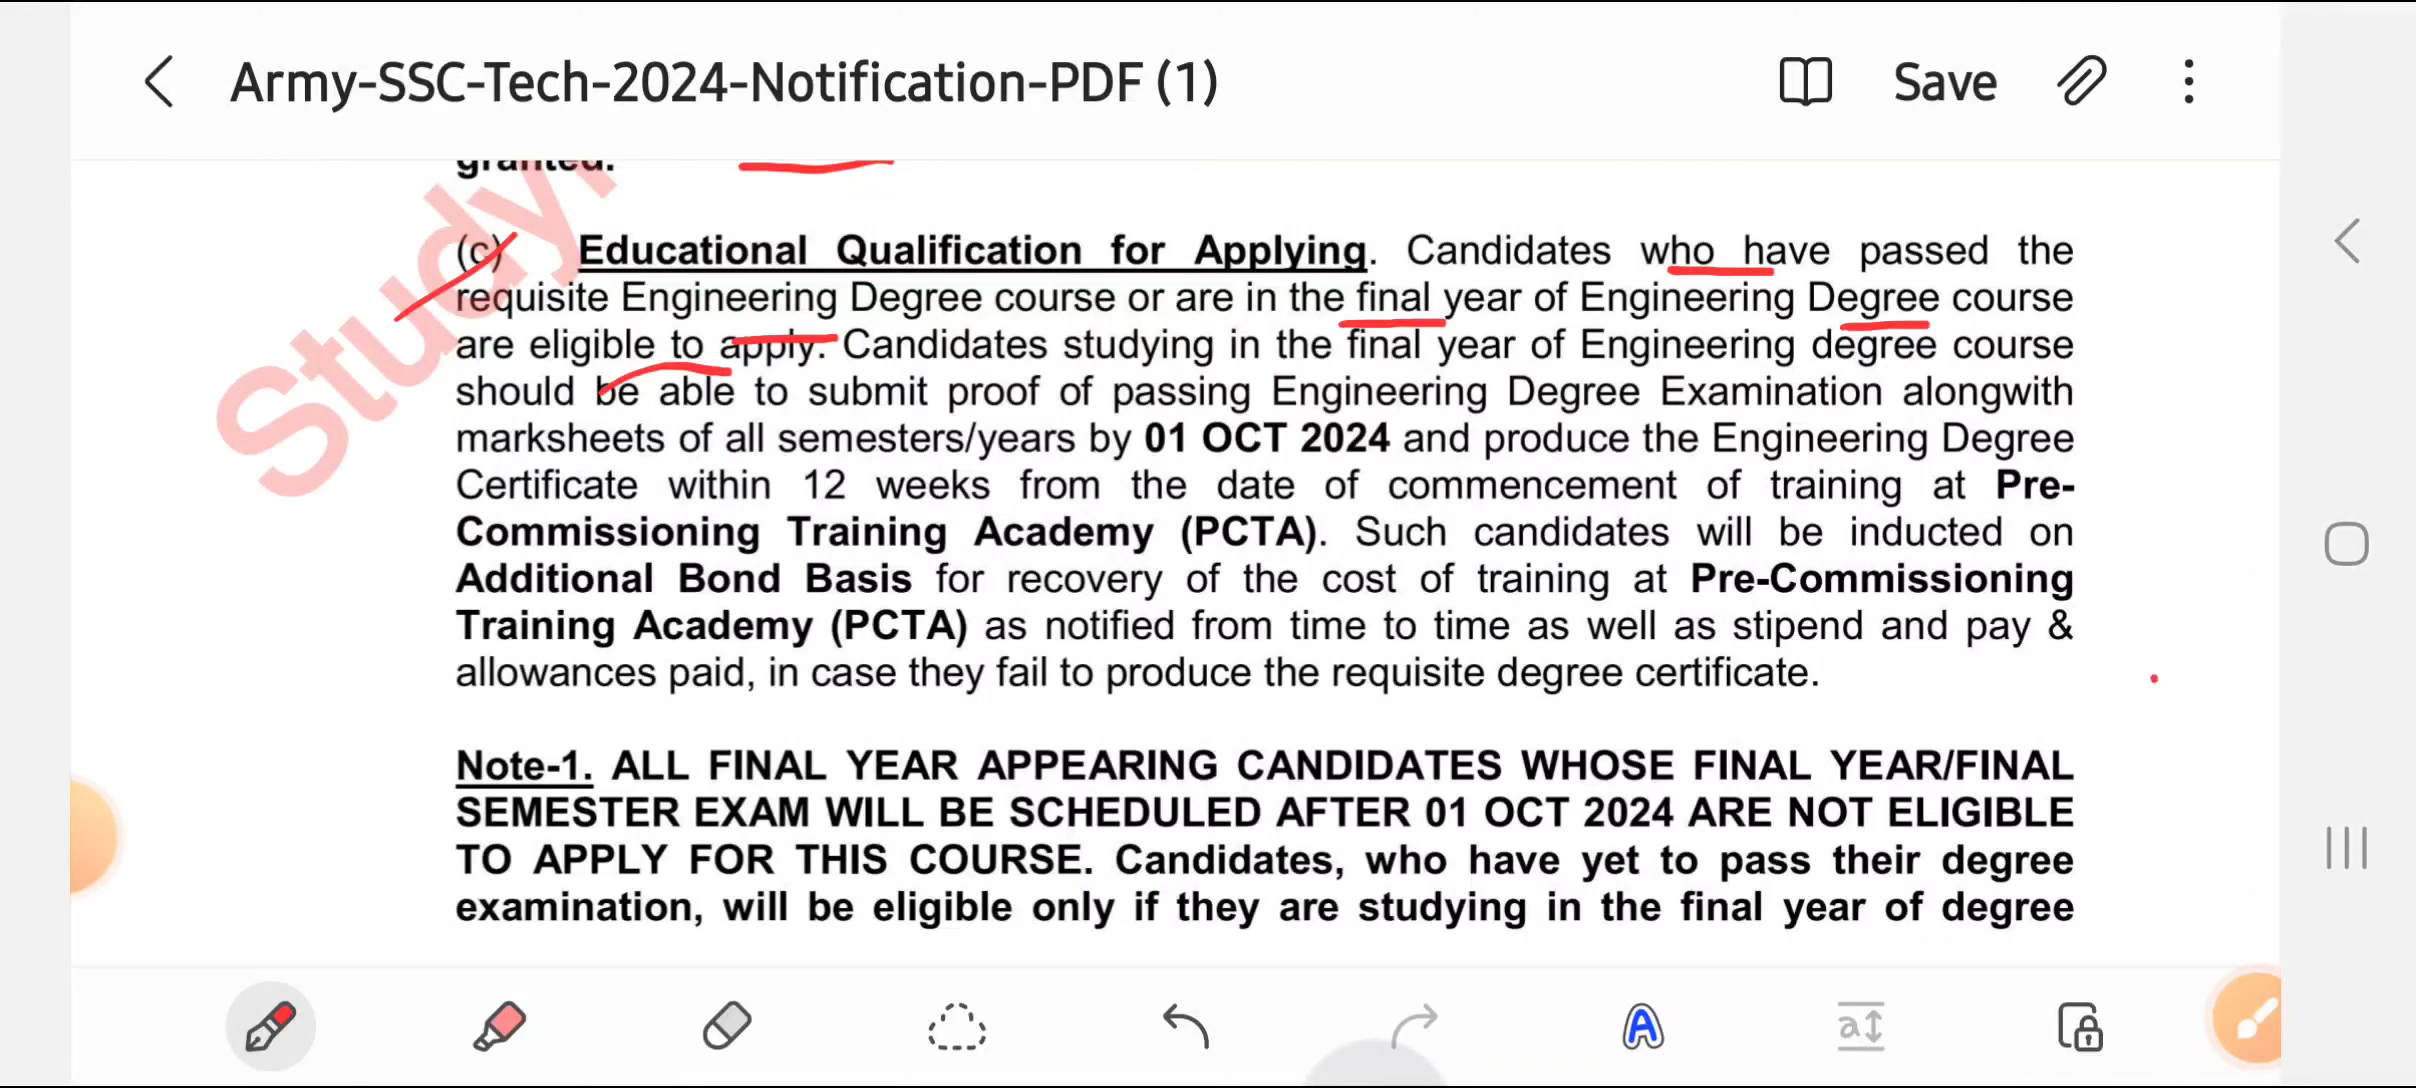 Army-SSC-Tech-2024-Notification-PDF (1)
Save
granted.
Study
(c) Educational Qualification for Applying. Candidates who have passed the
requisite Engineering Degree course or are in the final year of Engineering Degree course
are eligible to apply. Candidates studying in the final year of Engineering degree course
should be able to submit proof of passing Engineering Degree Examination alongwith
marksheets of all semesters/years by 01 OCT 2024 and produce the Engineering Degree
Certificate within 12 weeks from the date of commencement of training at Pre-
Commissioning Training Academy (PCTA). Such candidates will be inducted on
Additional Bond Basis for recovery of the cost of training at Pre-Commissioning
Training Academy (PCTA) as notified from time to time as well as stipend and pay &
allowances paid, in case they fail to produce the requisite degree certificate.
Note-1. ALL FINAL YEAR APPEARING CANDIDATES WHOSE FINAL YEAR/FINAL
SEMESTER EXAM WILL BE SCHEDULED AFTER 01 OCT 2024 ARE NOT ELIGIBLE
TO APPLY FOR THIS COURSE. Candidates, who have yet to pass their degree
examination, will be eligible only if they are studying in the final year of degree
A
a